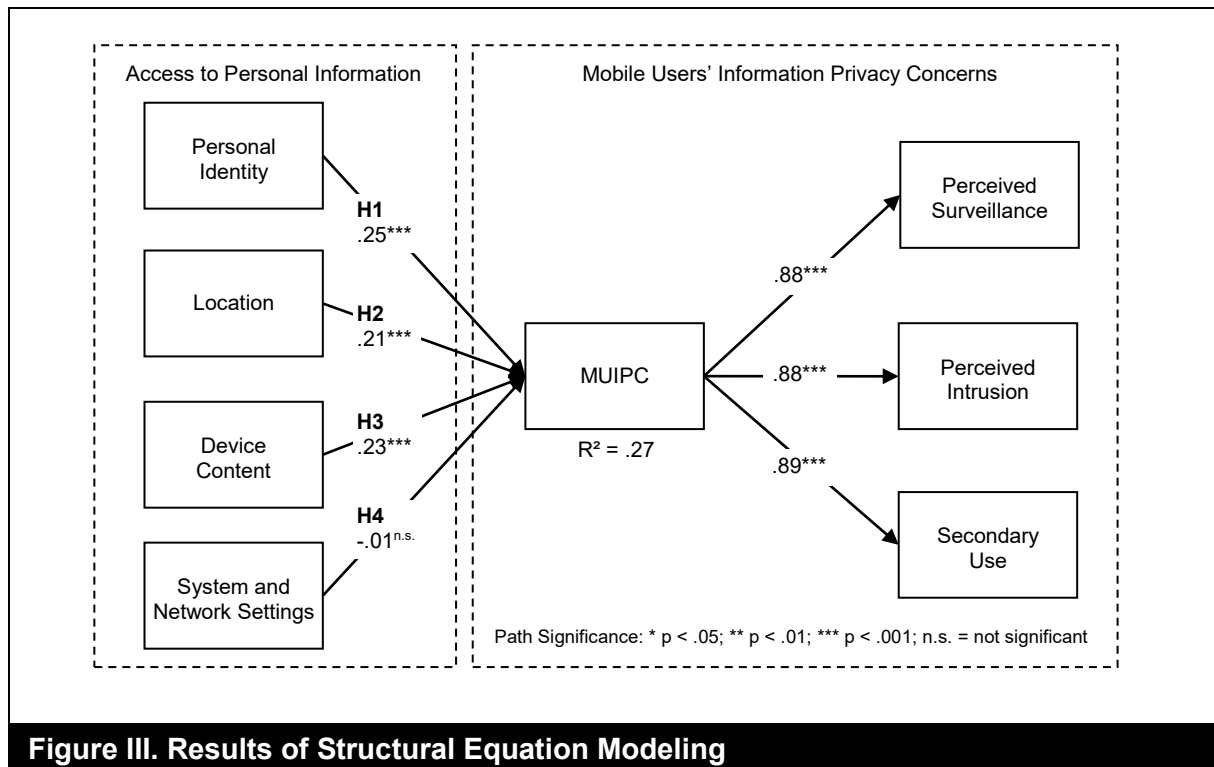 Access to Personal Information
Personal
Identity
Location
Device
Content
System and
Network Settings
H1
.25***
H2
.21***
H3
.23***
H4
-.01n.s.
Mobile Users’ Information Privacy Concerns
MUIPC
R² = .27
.88***
.88***
.89***
Perceived
Surveillance
Perceived
Intrusion
Secondary
Use
Path Significance: * p < .05; ** p < .01; *** p < .001; n.s. = not significant
Figure III. Results of Structural Equation Modeling